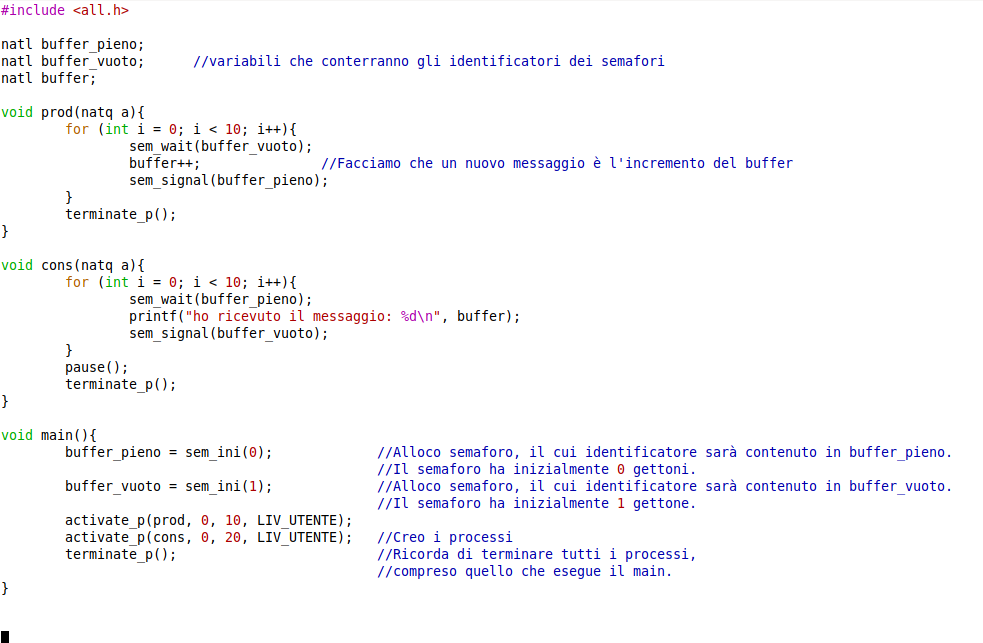 #include <all.h>
natl buffer_pieno;
natl buffer_vuoto;      //variabili che conterranno gli identificatori dei semafori
natl buffer;
void prod(natq a){
        for (int i = 0; i < 10; i++){
                sem_wait(buffer_vuoto);
                buffer++;               //Facciamo che un nuovo messaggio è l'incremento del buffer
                sem_signal(buffer_pieno);
        }
        terminate_p();
}
void cons(natq a){
        for (int i = 0; i < 10; i++){
                sem_wait(buffer_pieno);
                printf("ho ricevuto il messaggio: %d\n", buffer);
                sem_signal(buffer_vuoto);
        }
        pause();
        terminate_p();
}
void main(){
        buffer_pieno = sem_ini(0);             //Alloco semaforo, il cui identificatore sarà contenuto in buffer_pieno.
                                               //Il semaforo ha inizialmente 0 gettoni.
        buffer_vuoto = sem_ini(1);             //Alloco semaforo, il cui identificatore sarà contenuto in buffer_vuoto.
                                               //Il semaforo ha inizialmente 1 gettone.
        activate_p(prod, 0, 10, LIV_UTENTE);
        activate_p(cons, 0, 20, LIV_UTENTE);   //Creo i processi
        terminate_p();                         //Ricorda di terminare tutti i processi,
                                               //compreso quello che esegue il main.
}